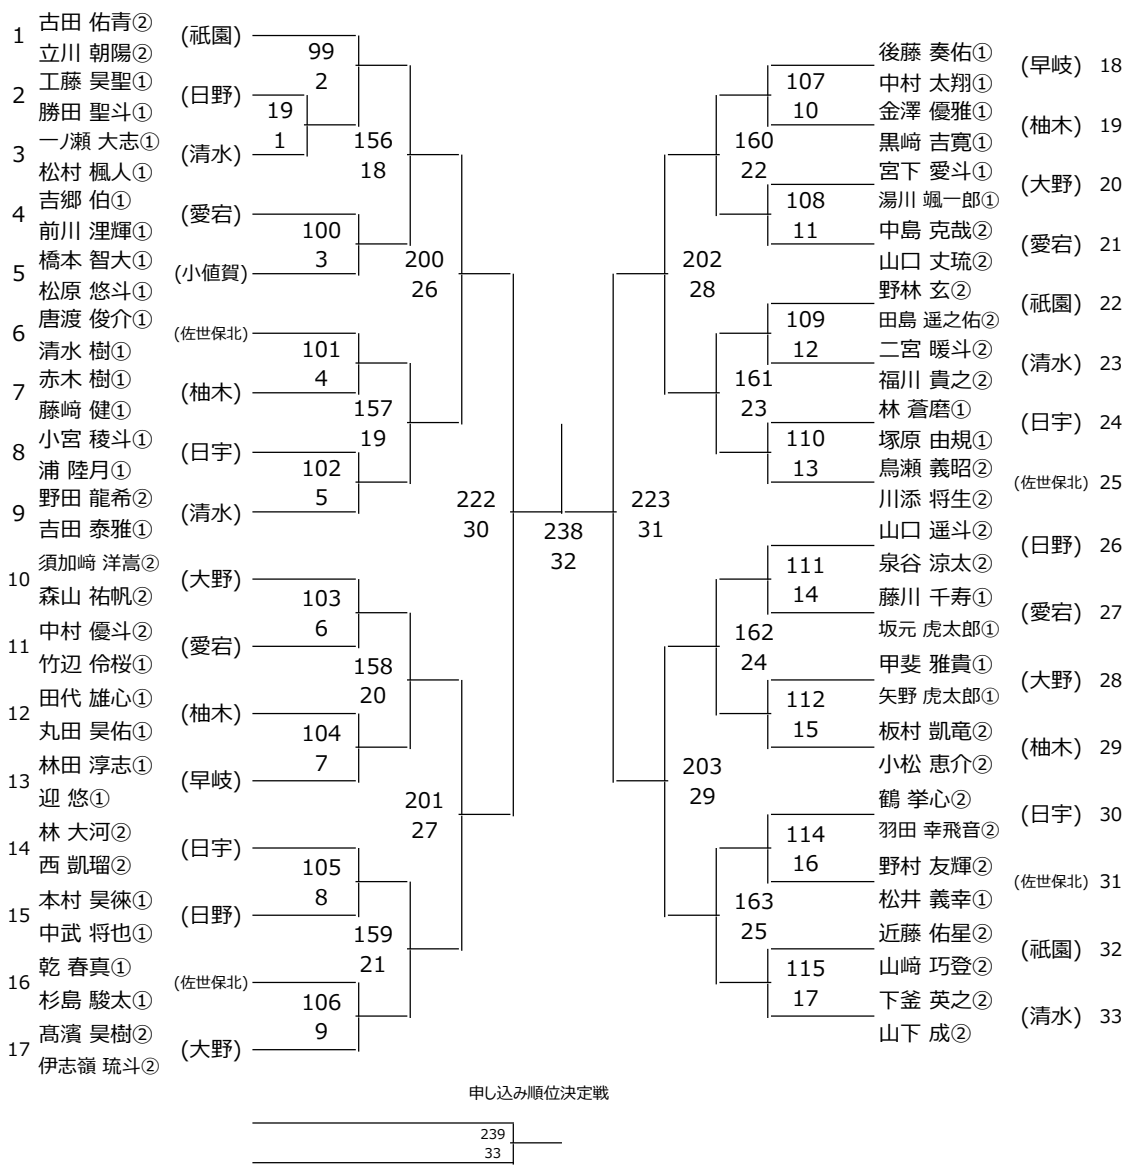 1 古田 佑青② (祇園)
立川 朝陽②
2 工藤 昊聖① (日野)
勝田 聖斗①
3 一ノ瀬 大志① (清水)
松村 楓人①
4 吉郷 伯① (愛宕)
前川 浬輝①
5 橋本 智大① (小値賀)
松原 悠斗①
6 唐渡 俊介① (佐世保北)
清水 樹①
7 赤木 樹① (柚木)
藤﨑 健①
8 小宮 稜斗① (日宇)
浦 陸月①
9 野田 龍希② (清水)
吉田 泰雅①
10 須加﨑 洋嵩② (大野)
森山 祐帆②
11 中村 優斗② (愛宕)
竹辺 伶桜①
12 田代 雄心① (柚木)
丸田 昊佑①
13 林田 淳志① (早岐)
迎 悠①
14 林 大河② (日宇)
西 凱瑠②
15 本村 昊徠① (日野)
中武 将也①
16 乾 春真① (佐世保北)
杉島 駿太①
17 髙濱 昊樹② (大野)
伊志嶺 琉斗②
99
2
19
1
100
3
101
4
102
5
103
6
104
7
105
8
106
9
156
18
157
19
158
20
159
21
200
26
201
27
222
30
238
32
223
31
202
28
203
29
160
22
161
23
162
24
163
25
107
10
108
11
109
12
110
13
111
14
112
15
114
16
115
17
後藤 奏佑① (早岐) 18
中村 太翔①
金澤 優雅① (柚木) 19
黒﨑 吉寛①
宮下 愛斗① (大野) 20
湯川 颯一郎①
中島 克哉② (愛宕) 21
山口 丈琉②
野林 玄② (祇園) 22
田島 遥之佑②
二宮 暖斗② (清水) 23
福川 貴之②
林 蒼磨① (日宇) 24
塚原 由規①
鳥瀬 義昭② (佐世保北) 25
川添 将生②
山口 遥斗② (日野) 26
泉谷 涼太②
藤川 千寿① (愛宕) 27
坂元 虎太郎①
甲斐 雅貴① (大野) 28
矢野 虎太郎①
板村 凱竜② (柚木) 29
小松 恵介②
鶴 挙心② (日宇) 30
羽田 幸飛音②
野村 友輝② (佐世保北) 31
松井 義幸①
近藤 佑星② (祇園) 32
山﨑 巧登②
下釜 英之② (清水) 33
山下 成②
申し込み順位決定戦
239
33